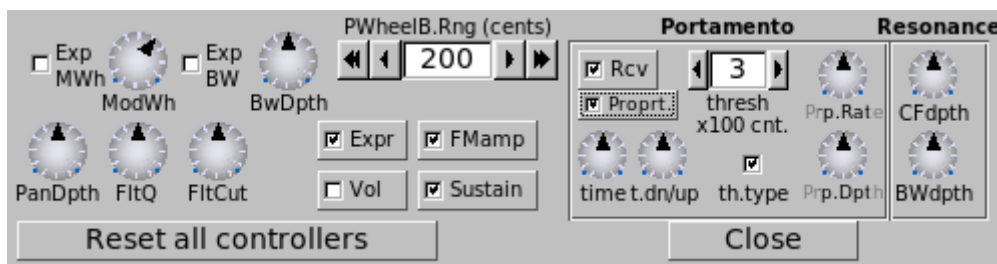 PWheelB.Rng (cents)
Portamento
Resonance
Exp
MWh
ModWh
Exp
BW
BwDpth
200
Rcv
Proprt.
3
thresh
x100 cnt.
Prp.Rate
CFdpth
PanDpth
FltQ
FltCut
Expr
FMamp
Vol
Sustain
time
t.dn/up
th.type
Prp.Dpth
BWdpth
Reset all controllers
Close